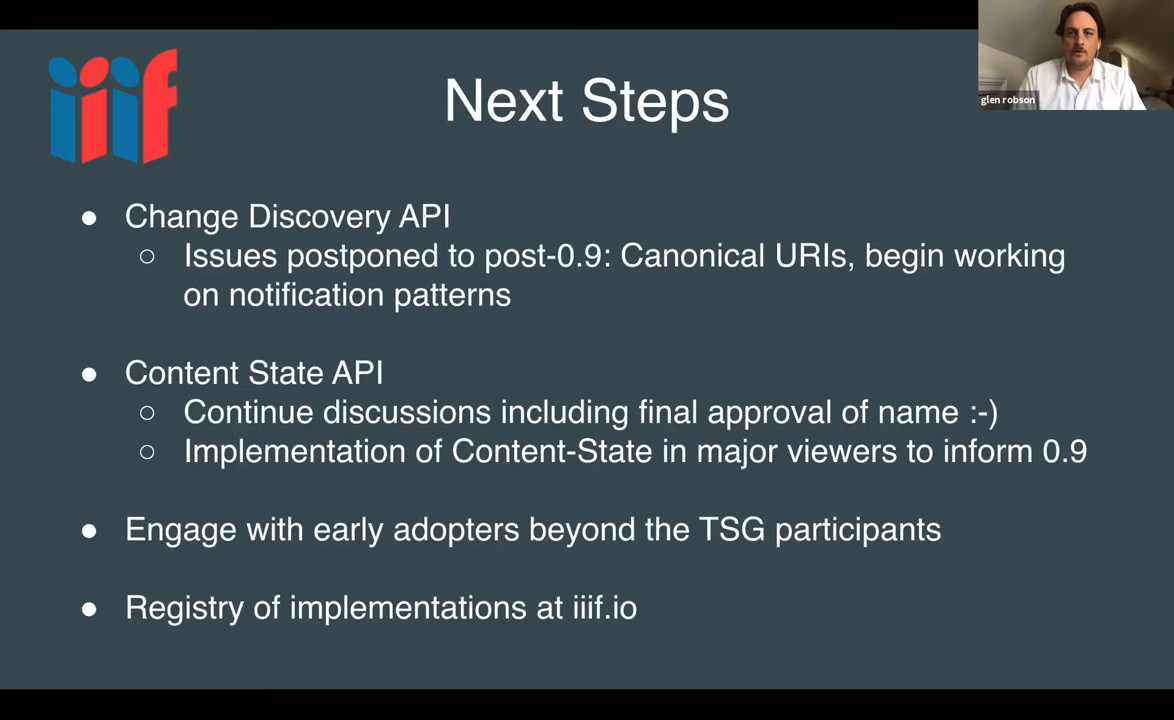 iiif
Next Steps
glen robson
● Change Discovery API
○ Issues postponed to post-0.9: Canonical URIs, begin working
on notification patterns
● Content State API
○ Continue discussions including final approval of name :-)
○ Implementation of Content-State in major viewers to inform 0.9
● Engage with early adopters beyond the TSG participants
● Registry of implementations at iiif.io